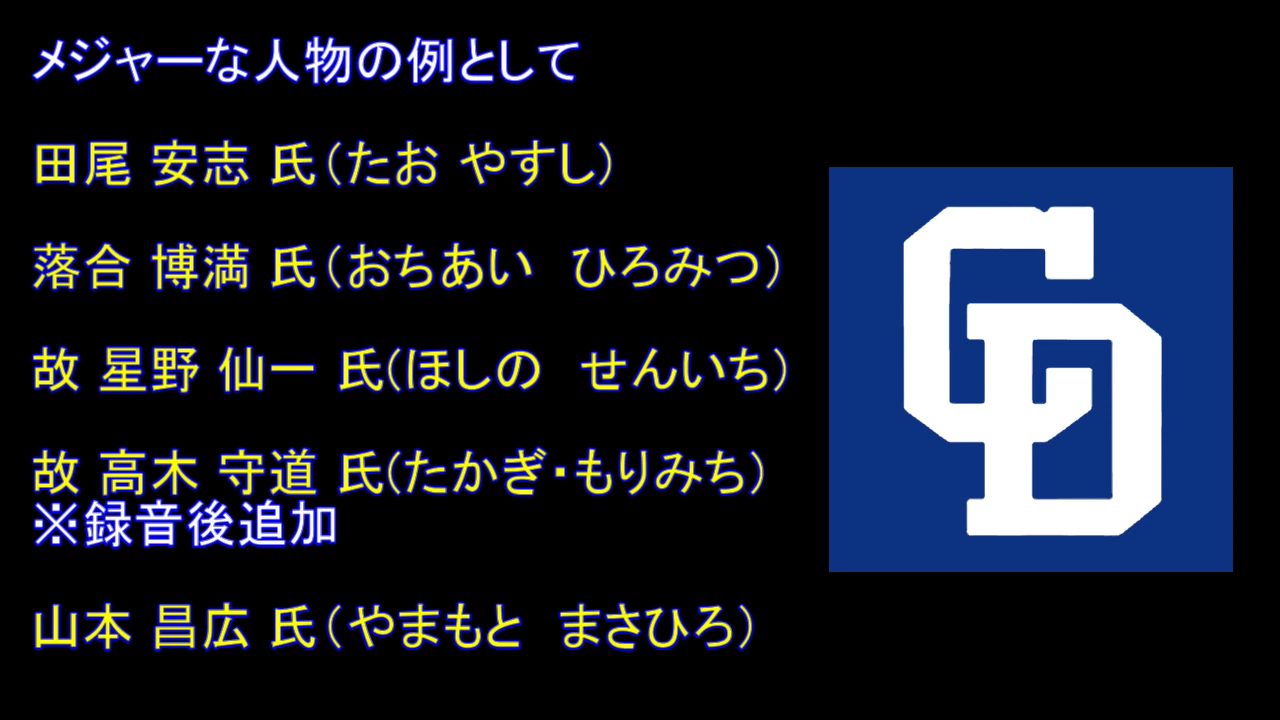 メジャーな人物の例として
田尾 安志 氏（たお やすし）
落合 博満 氏（おちあい　ひろみつ）
故 星野 仙一 氏(ほしの　せんいち）
故 高木 守道 氏(たかぎ・もりみち）
※録音後追加
山本 昌広 氏（やまもと　まさひろ）
CD